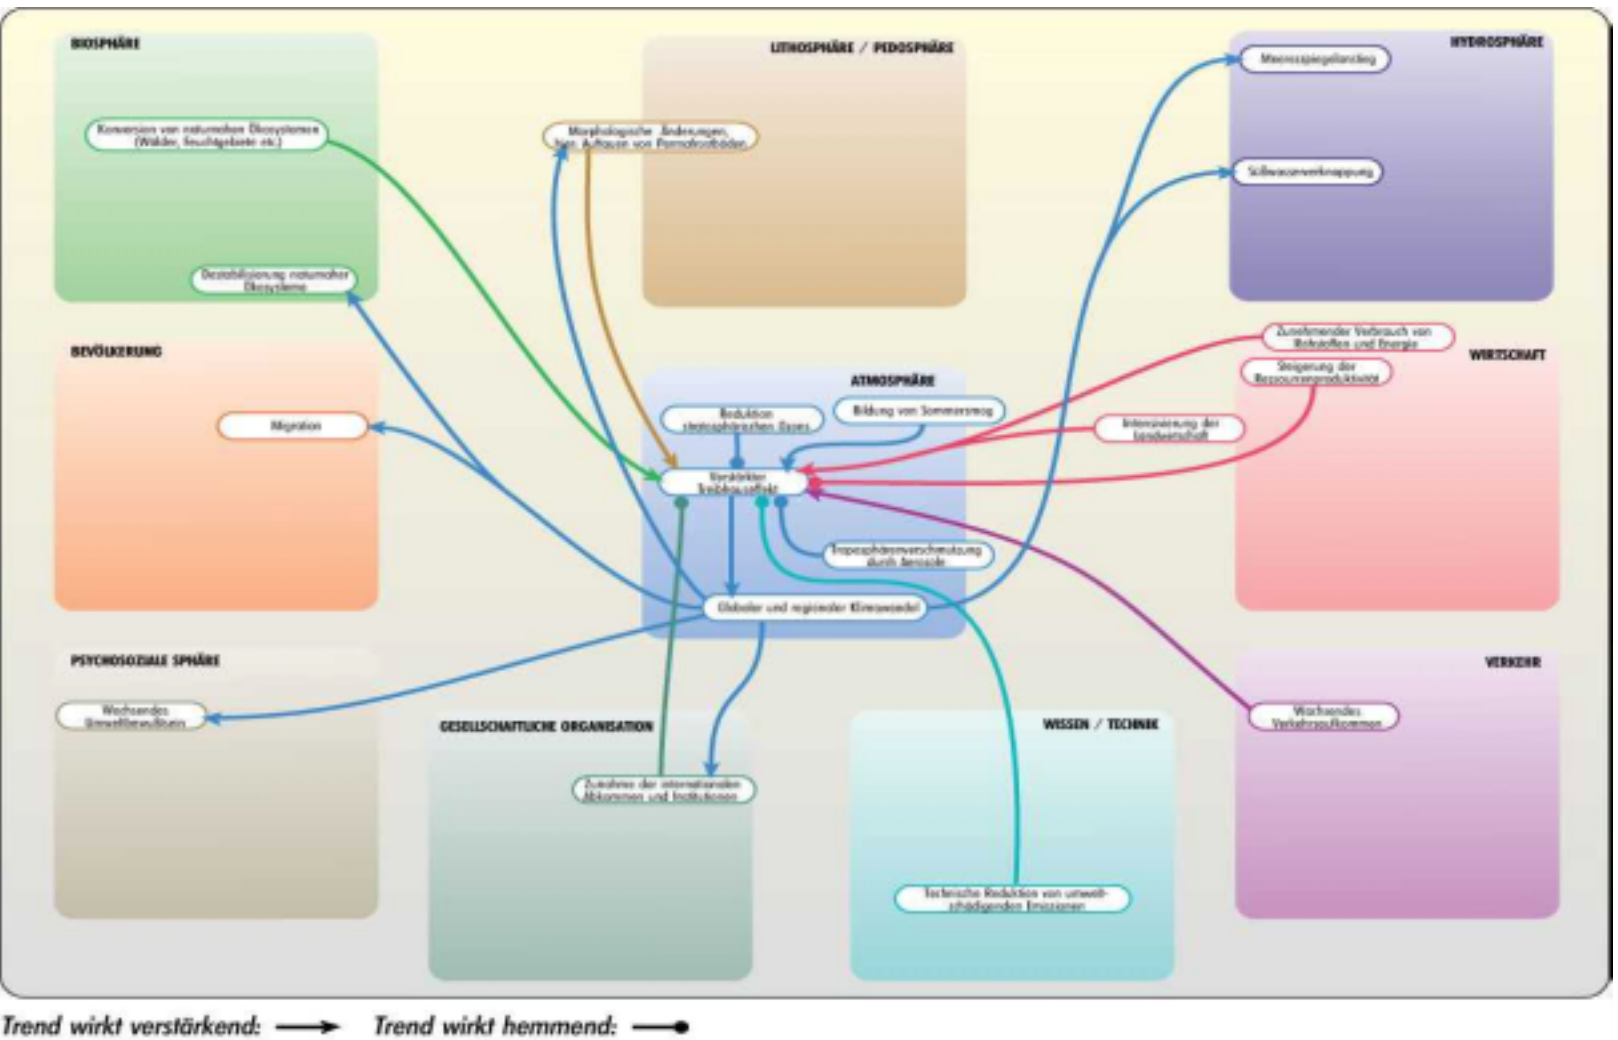 BIOSPHÄRE
LITHOSPHÄRE / PEDOSPHÄRE
HYDROSPHÄRE
Meeresspiegelanstieg
Konversion von naturnahen Ökosystemen
(Wälder, Feuchtgebiete etc.)
Morphologische Änderungen,
hier: Auftauen von Permafrostböden
Süßwasserverknappung
Destabilisierung naturnaher
Ökosysteme
Zunehmender Verbrauch von
Rohstoffen und Energie
BEVÖLKERUNG
WIRTSCHAFT
Steigerung der
Ressourcenproduktivität
ATMOSPHÄRE
Reduktion
stratosphärischen Ozons
Bildung von Sommersmog
Migration
Intensivierung der
Landwirtschaft
Verstärkter
Treibhauseffekt
Troposphärenverschmutzung
durch Aerosole
Globaler und regionaler Klimawandel
PSYCHOSOZIALE SPHÄRE
VERKEHR
Wachsendes
Umweltbewußtsein
Wachsendes
Verkehrsaufkommen
GESELLSCHAFTLICHE ORGANISATION
WISSEN / TECHNIK
Zunahme der internationalen
Abkommen und Institutionen
Technische Reduktion von umwelt-
schädigenden Emissionen
Trend wirkt verstärkend:
Trend wirkt hemmend: